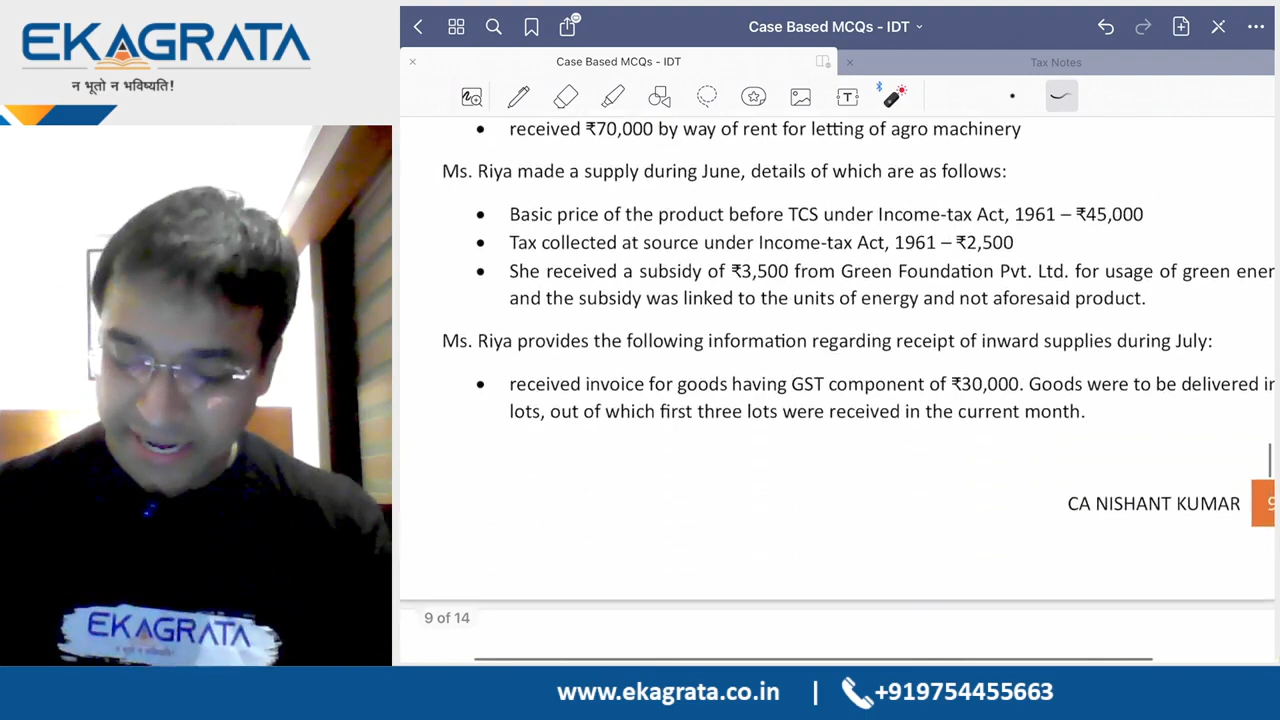 EKAGRATA
न भूतो न भविष्यति!
Case Based MCQs - IDT
Case Based MCQs - IDT
Tax Notes
• received ₹70,000 by way of rent for letting of agro machinery
Ms. Riya made a supply during June, details of which are as follows:
• Basic price of the product before TCS under Income-tax Act, 1961 – ₹45,000
• Tax collected at source under Income-tax Act, 1961 – ₹2,500
• She received a subsidy of ₹3,500 from Green Foundation Pvt. Ltd. for usage of green ener
and the subsidy was linked to the units of energy and not aforesaid product.
Ms. Riya provides the following information regarding receipt of inward supplies during July:
• received invoice for goods having GST component of ₹30,000. Goods were to be delivered in
lots, out of which first three lots were received in the current month.
CA NISHANT KUMAR 9
9 of 14
EKAGRATA
www.ekagrata.co.in | +919754455663